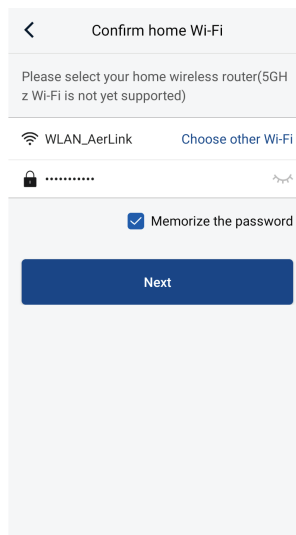 Confirm home Wi-Fi
Please select your home wireless router(5GH
z Wi-Fi is not yet supported)
WLAN_AerLink Choose other Wi-Fi
•••••••••••
Memorize the password
Next